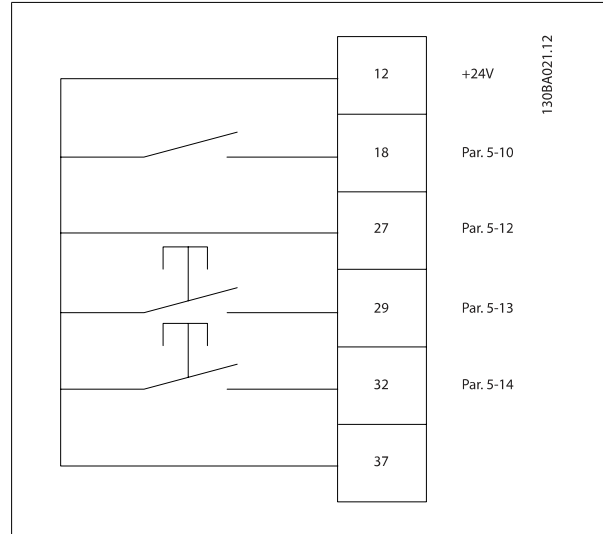 12 +24V
18 Par. 5-10
27 Par. 5-12
29 Par. 5-13
32 Par. 5-14
37
130BA021.12